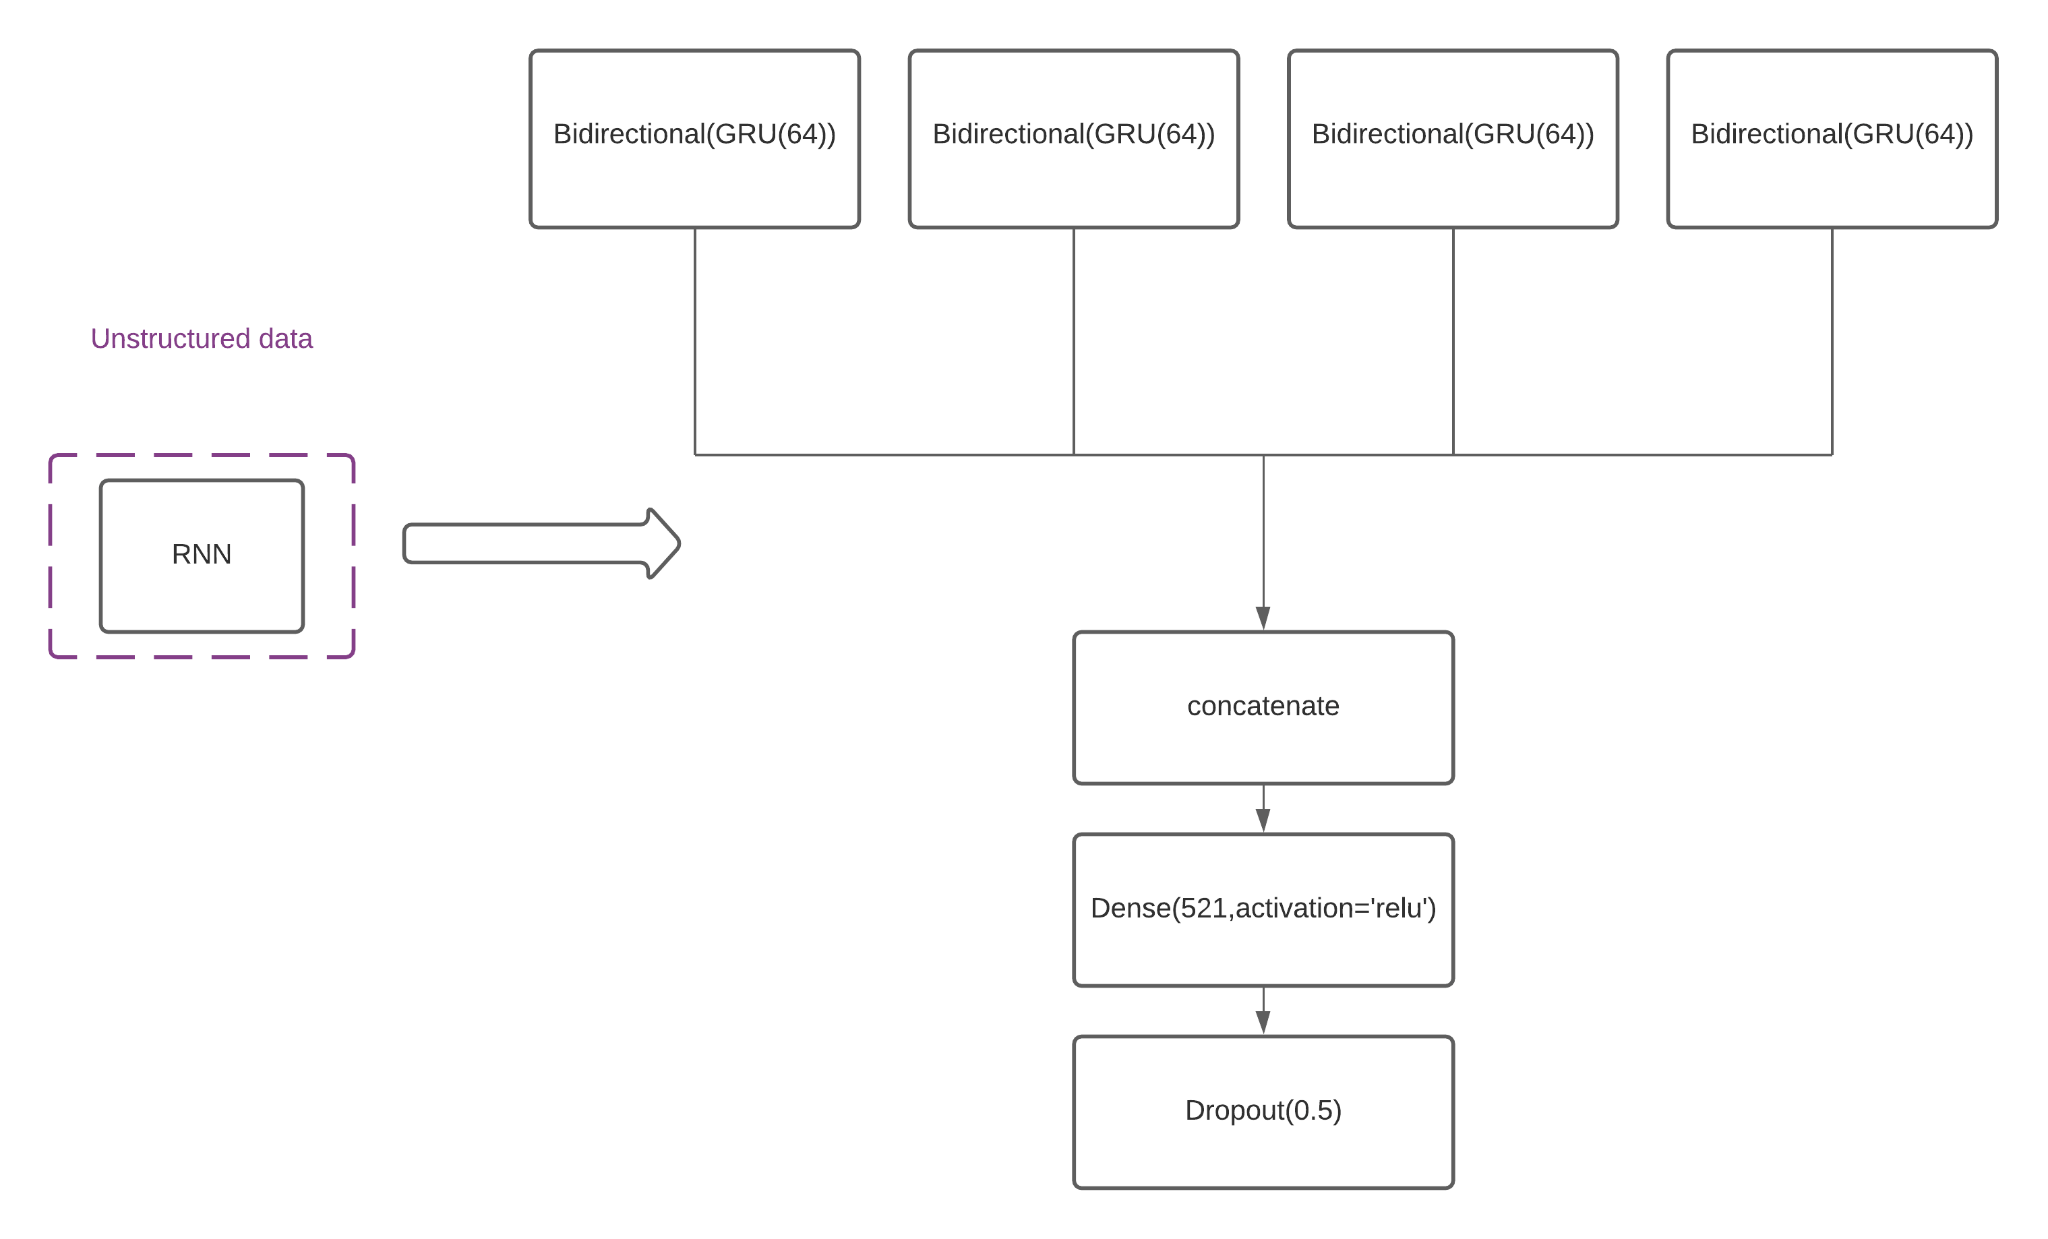 Bidirectional(GRU(64))
Bidirectional(GRU(64))
Bidirectional(GRU(64))
Bidirectional(GRU(64))
Unstructured data
RNN
concatenate
Dense(521,activation='relu')
Dropout(0.5)